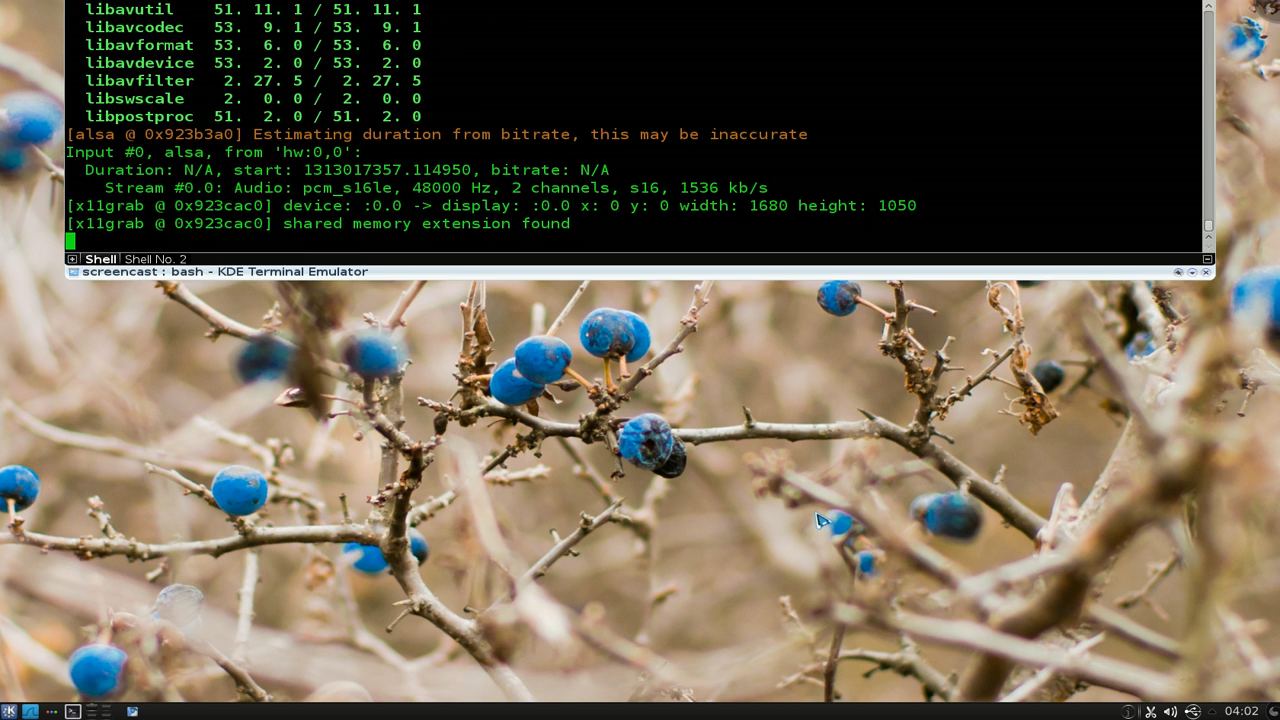 libavutil 51. 11. 1 / 51. 11. 1
libavcodec 53. 9. 1 / 53. 9. 1
libavformat 53. 6. 0 / 53. 6. 0
libavdevice 53. 2. 0 / 53. 2. 0
libavfilter 2. 27. 5 / 2. 27. 5
libswscale 2. 0. 0 / 2. 0. 0
libpostproc 51. 2. 0 / 51. 2. 0
[alsa @ 0x923b3a0] Estimating duration from bitrate, this may be inaccurate
Input #0, alsa, from 'hw:0,0':
Duration: N/A, start: 1313017357.114950, bitrate: N/A
Stream #0.0: Audio: pcm_s16le, 48000 Hz, 2 channels, s16, 1536 kb/s
[x11grab @ 0x923cac0] device: :0.0 -> display: :0.0 x: 0 y: 0 width: 1680 height: 1050
[x11grab @ 0x923cac0] shared memory extension found
Shell Shell No. 2
screencast : bash - KDE Terminal Emulator
04:02